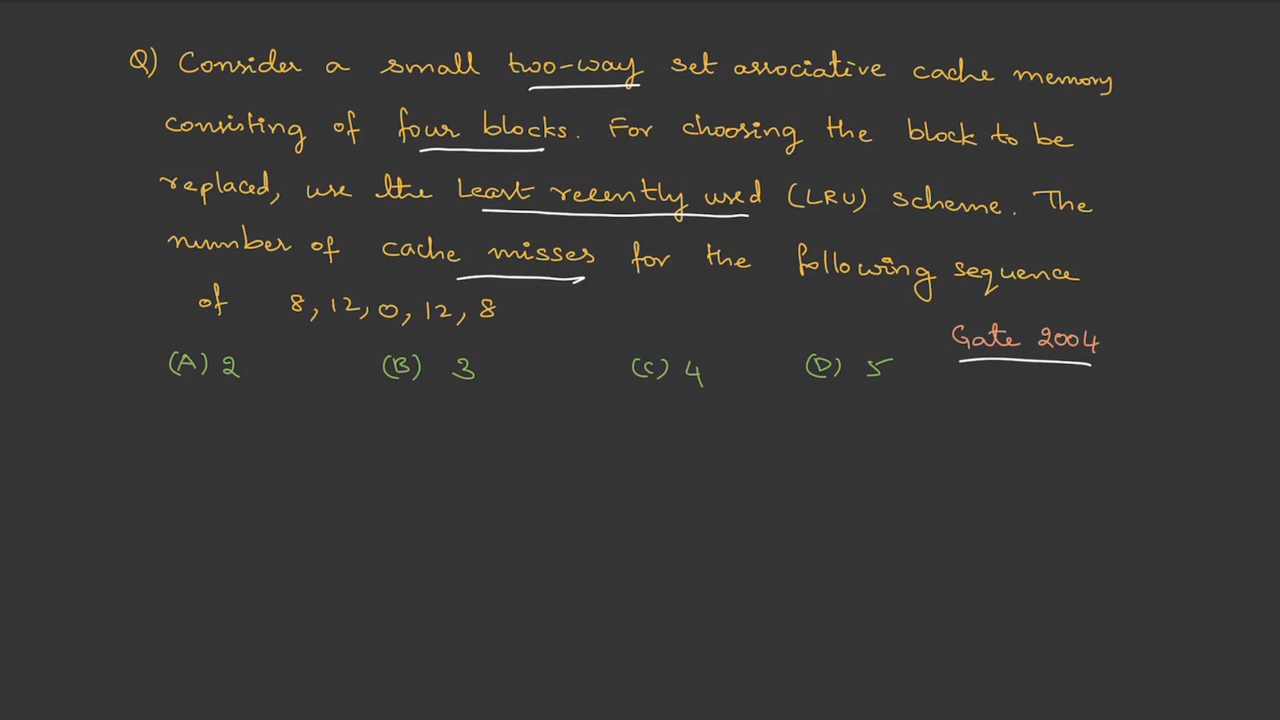 Q) Consider a small two-way set associative cache memory
consisting of four blocks. For choosing the block to be
replaced, use the Least recently used (LRU) scheme. The
number of cache misses for the following sequence
of 8, 12, 0, 12, 8
Gate 2004
(A) 2 (B) 3 (C) 4 (D) 5